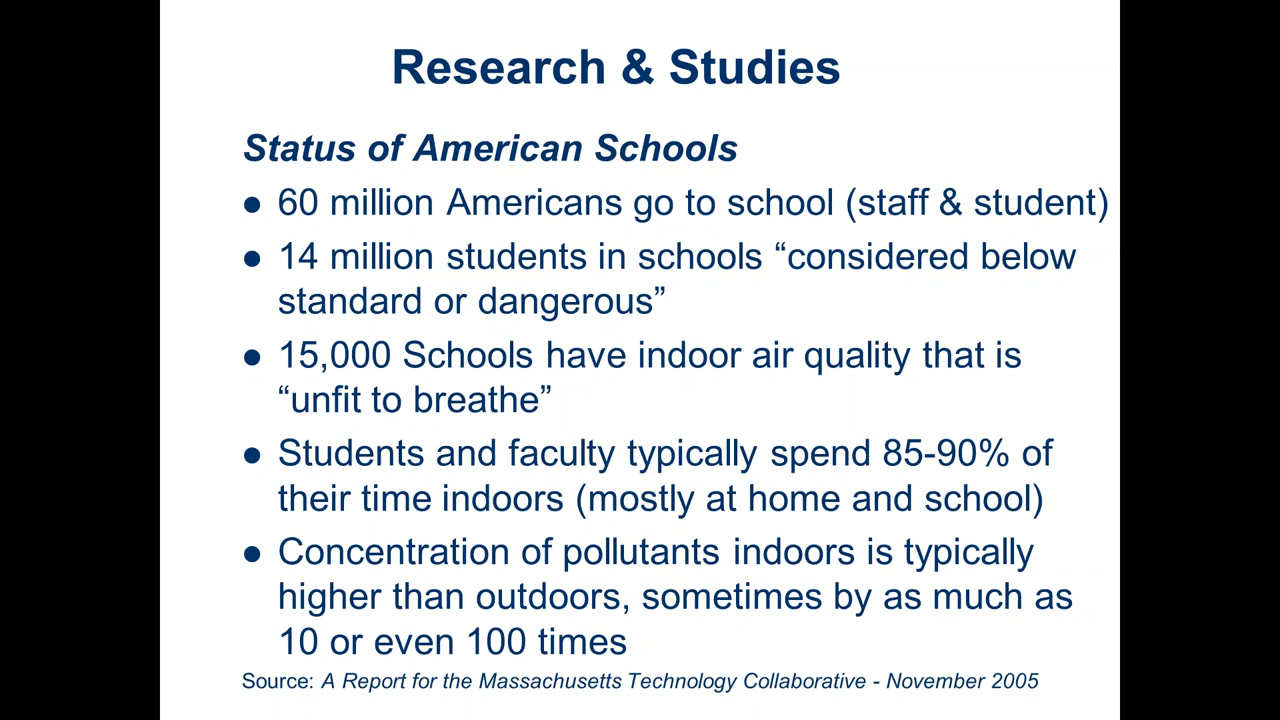 Research & Studies
Status of American Schools
● 60 million Americans go to school (staff & student)
● 14 million students in schools “considered below
standard or dangerous”
● 15,000 Schools have indoor air quality that is
“unfit to breathe”
● Students and faculty typically spend 85-90% of
their time indoors (mostly at home and school)
● Concentration of pollutants indoors is typically
higher than outdoors, sometimes by as much as
10 or even 100 times
Source: A Report for the Massachusetts Technology Collaborative - November 2005